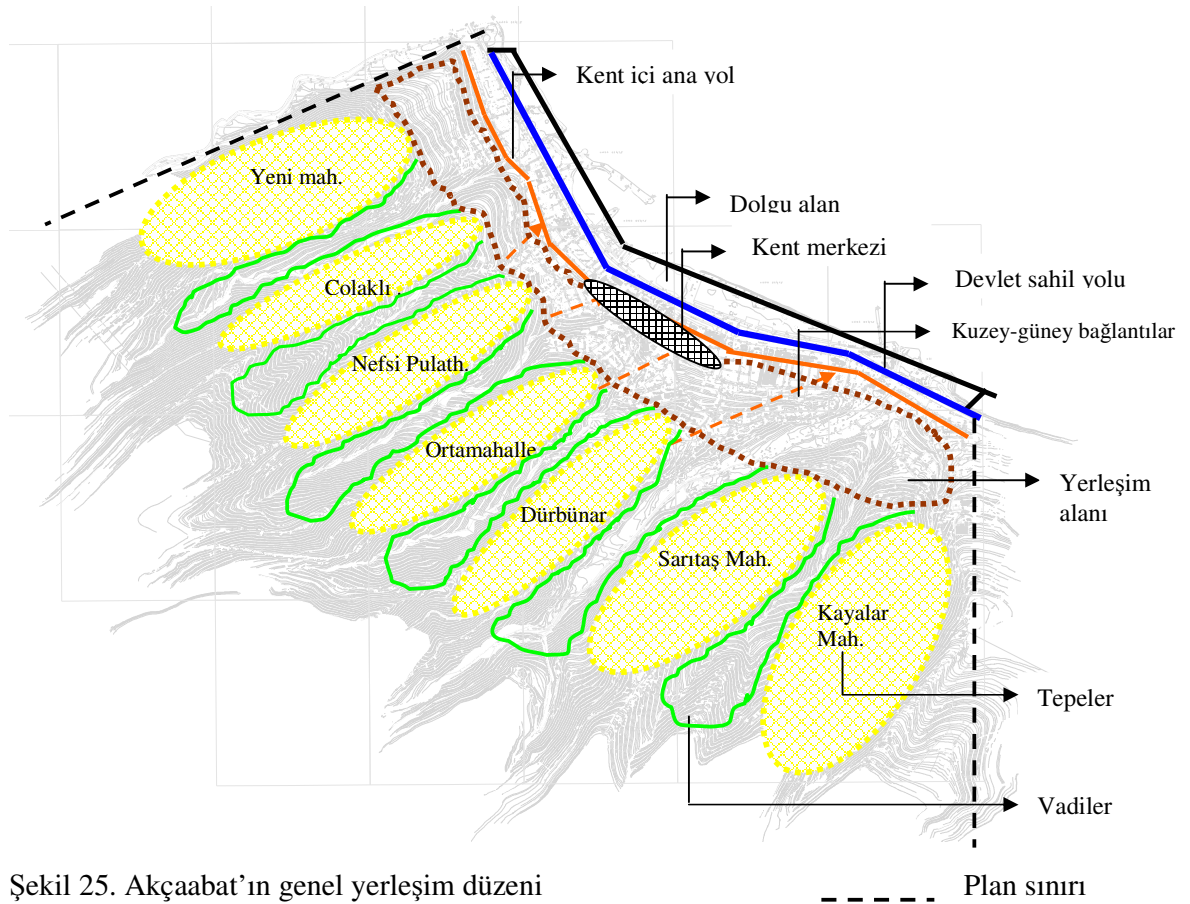 Kent içi ana yol
Yeni mah.
Dolgu alan
Kent merkezi
Devlet sahil yolu
Colaklı .
Kuzey-güney bağlantılar
Nefsi Pulath.
Ortamahalle
Yerleşim
alanı
Dürbünar
Sarıtaş Mah.
Kayalar
Mah.
Tepeler
Vadiler
Şekil 25. Akçaabat’ın genel yerleşim düzeni
Plan sınırı